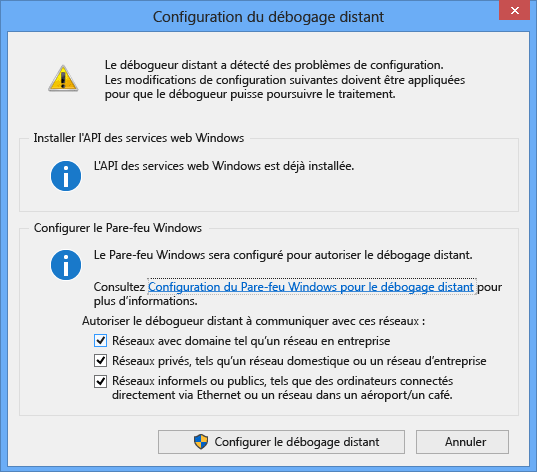 Configuration du débogage distant
Le débogueur distant a détecté des problèmes de configuration.
Les modifications de configuration suivantes doivent être appliquées
pour que le débogueur puisse poursuivre le traitement.
Installer l'API des services web Windows
L'API des services web Windows est déjà installée.
Configurer le Pare-feu Windows
Le Pare-feu Windows sera configuré pour autoriser le débogage distant.
Consultez Configuration du Pare-feu Windows pour le débogage distant pour
plus d'informations.
Autoriser le débogueur distant à communiquer avec ces réseaux :
Réseaux avec domaine tel qu'un réseau en entreprise
Réseaux privés, tels qu'un réseau domestique ou un réseau d'entreprise
Réseaux informels ou publics, tels que des ordinateurs connectés
directement via Ethernet ou un réseau dans un aéroport/un café.
Configurer le débogage distant
Annuler